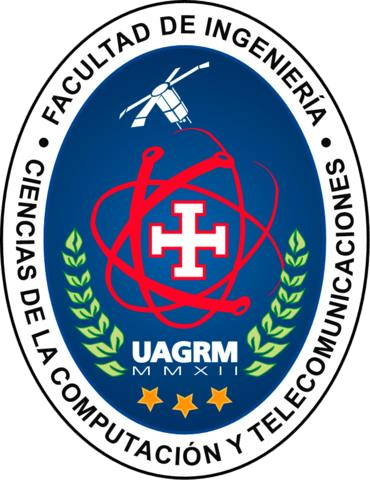 • FACULTAD DE INGENIERÍA •
CIENCIAS DE LA COMPUTACIÓN Y TELECOMUNICACIONES
UAGRM
MMXII